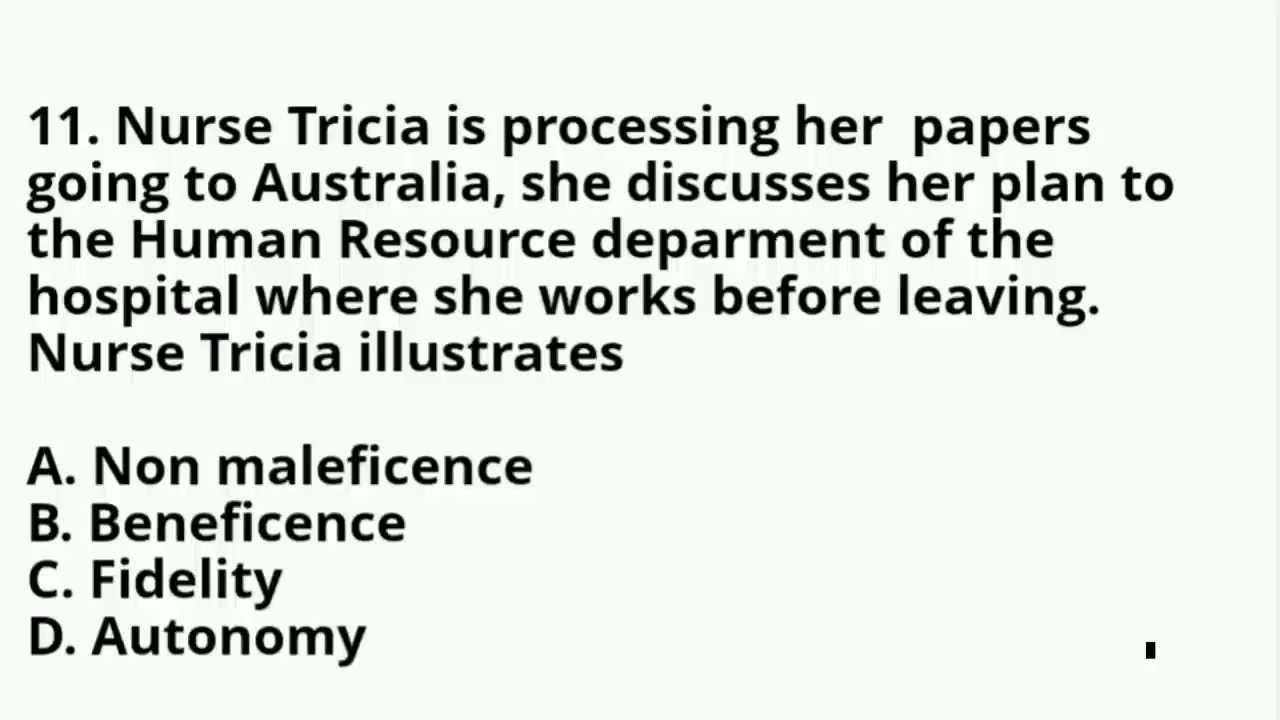 11. Nurse Tricia is processing her  papers
going to Australia, she discusses her plan to
the Human Resource deparment of the
hospital where she works before leaving.
Nurse Tricia illustrates
A. Non maleficence
B. Beneficence
C. Fidelity
D. Autonomy